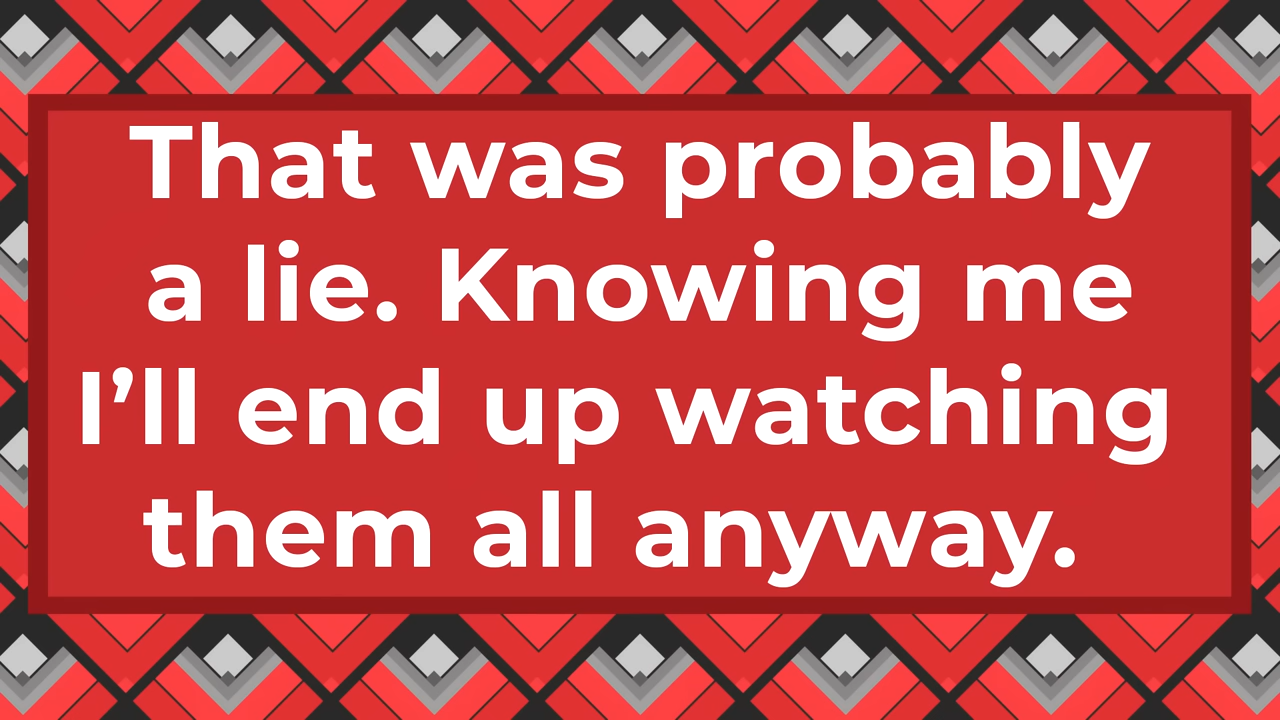 That was probably
a lie. Knowing me
I’ll end up watching
them all anyway.